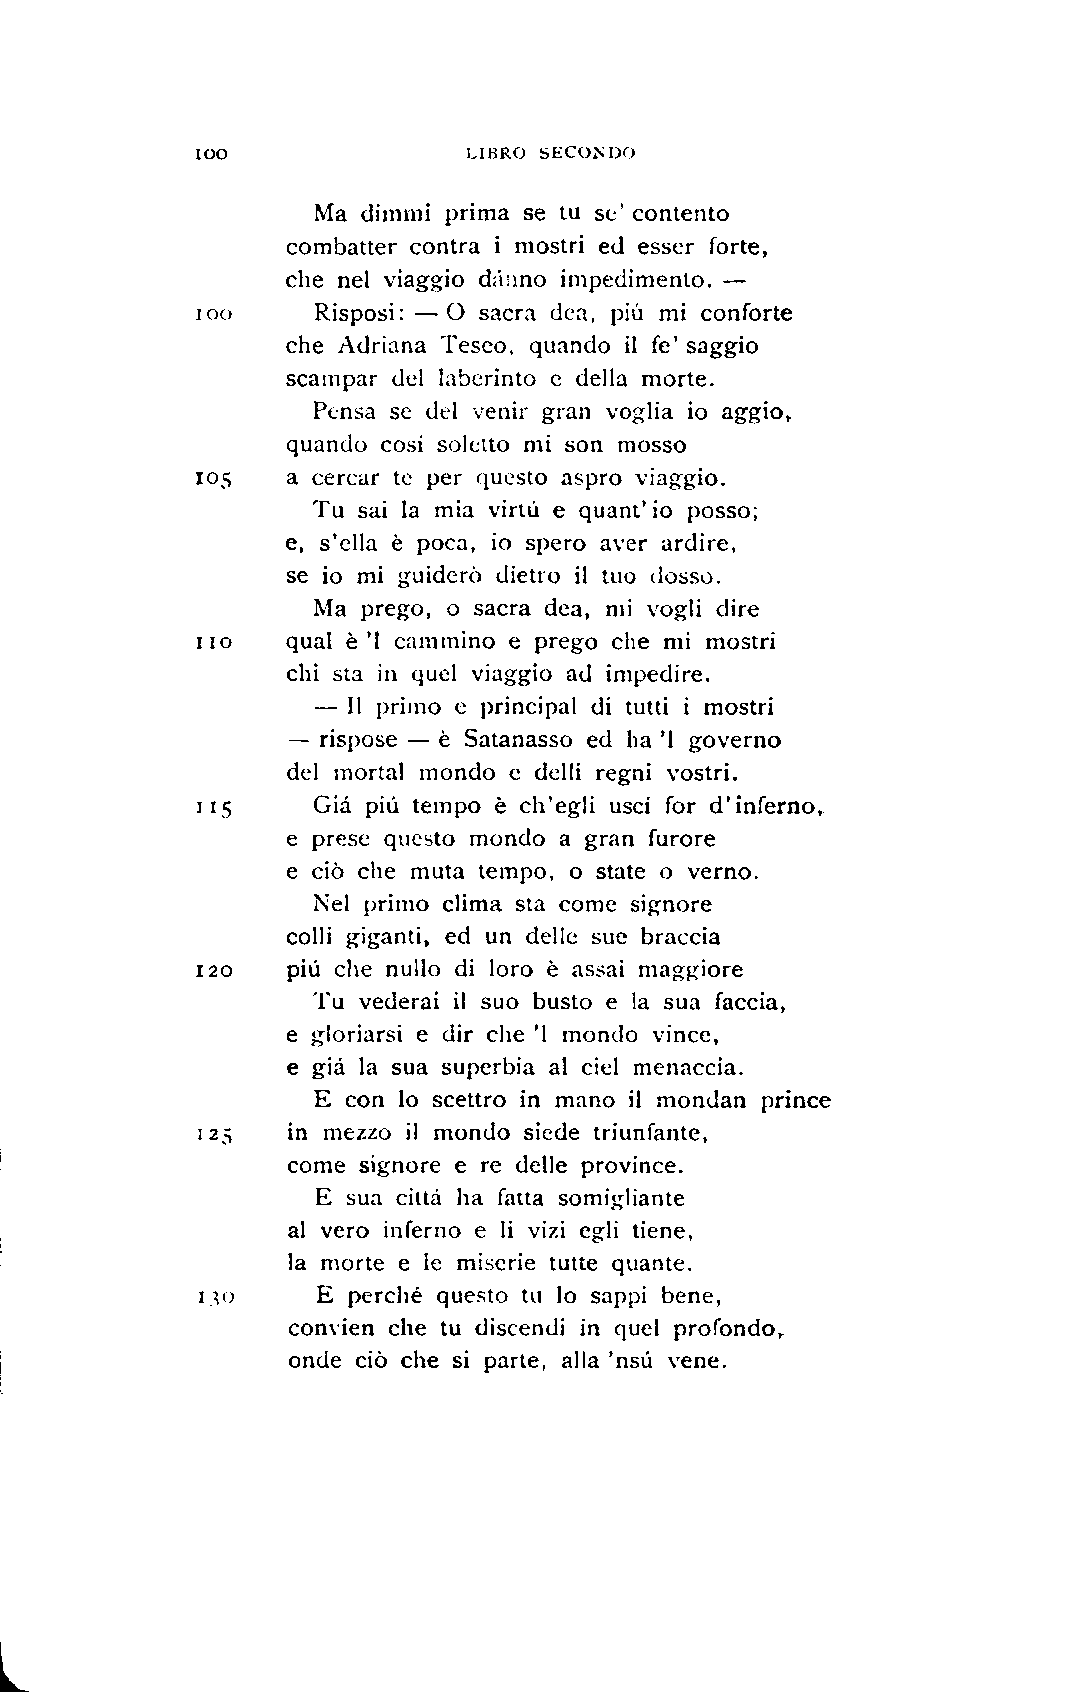 100 LIBRO SECONDO
Ma dimmi prima se tu se' contento
combatter contra i mostri ed esser forte,
che nel viaggio dánno impedimento. —
100 Risposi: — O sacra dea, piú mi conforte
che Adriana Teseo, quando il fe' saggio
scampar del laberinto e della morte.
Pensa se del venir gran voglia io aggio,
quando cosí soletto mi son mosso
105 a cercar te per questo aspro viaggio.
Tu sai la mia virtú e quant'io posso;
e, s'ella è poca, io spero aver ardire,
se io mi guiderò dietro il tuo dosso.
Ma prego, o sacra dea, mi vogli dire
110 qual è 'l cammino e prego che mi mostri
chi sta in quel viaggio ad impedire.
— Il primo e principal di tutti i mostri
— rispose — è Satanasso ed ha 'l governo
del mortal mondo e delli regni vostri.
115 Giá piú tempo è ch'egli uscí for d'inferno,
e prese questo mondo a gran furore
e ciò che muta tempo, o state o verno.
Nel primo clima sta come signore
colli giganti, ed un delle sue braccia
120 piú che nullo di loro è assai maggiore
Tu vederai il suo busto e la sua faccia,
e gloriarsi e dir che 'l mondo vince,
e giá la sua superbia al ciel menaccia.
E con lo scettro in mano il mondan prince
125 in mezzo il mondo siede triunfante,
come signore e re delle province.
E sua cittá ha fatta somigliante
al vero inferno e li vizi egli tiene,
la morte e le miserie tutte quante.
130 E perché questo tu lo sappi bene,
convien che tu discendi in quel profondo,
onde ciò che si parte, alla 'nsú vene.